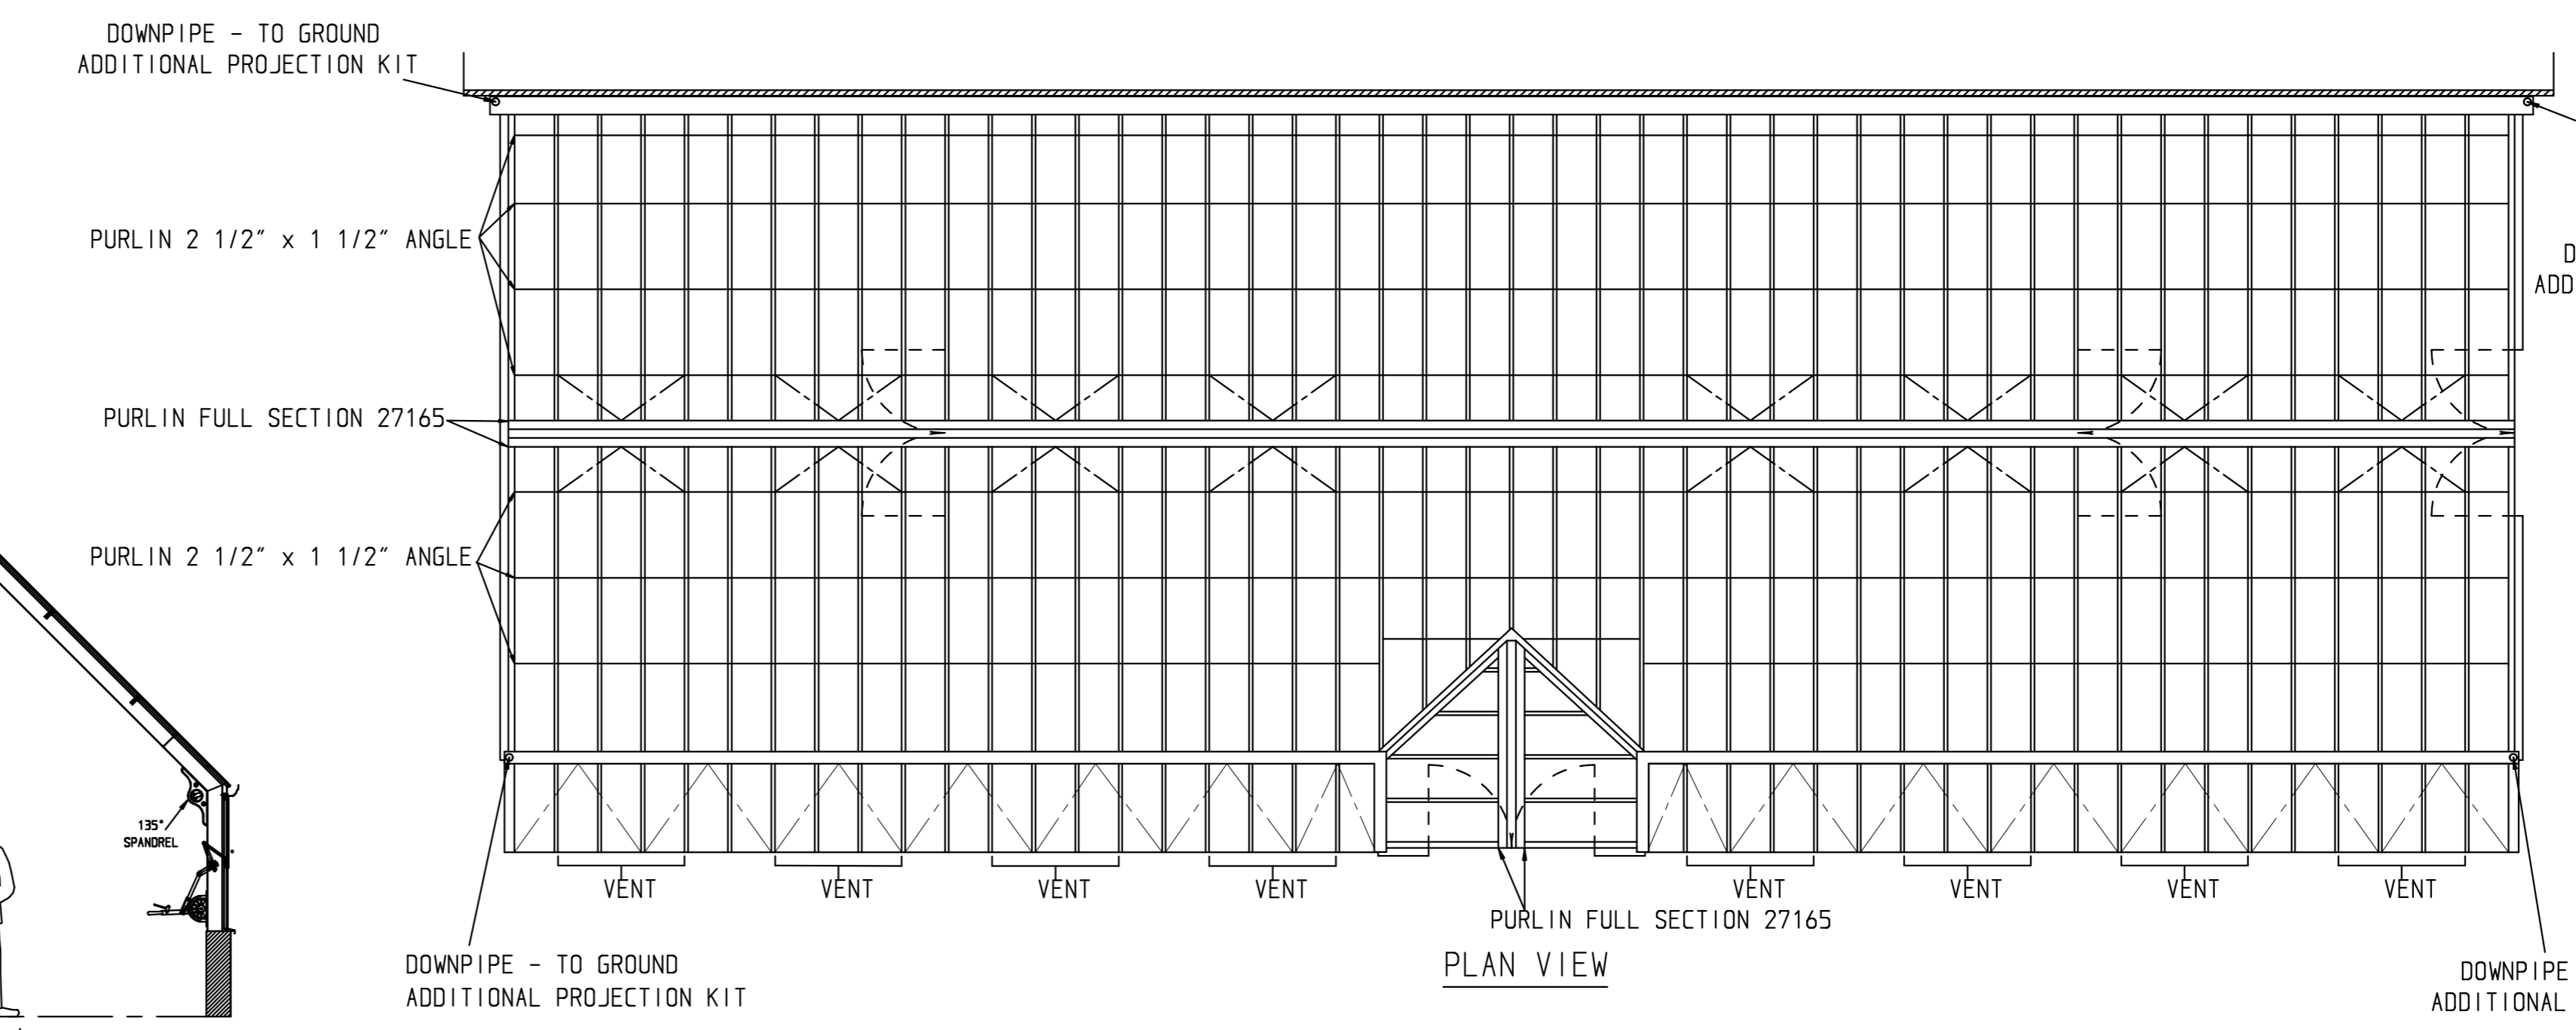 DOWNPIPE - TO GROUND
ADDITIONAL PROJECTION KIT
PURLIN 2 1/2" x 1 1/2" ANGLE
D
ADD
PURLIN FULL SECTION 27165
PURLIN 2 1/2" x 1 1/2" ANGLE
135°
SPANDREL
VENT
VENT
VENT
VENT
VENT
VENT
VENT
VENT
PURLIN FULL SECTION 27165
PLAN VIEW
DOWNPIPE - TO GROUND
ADDITIONAL PROJECTION KIT
DOWNPIPE
ADDITIONAL